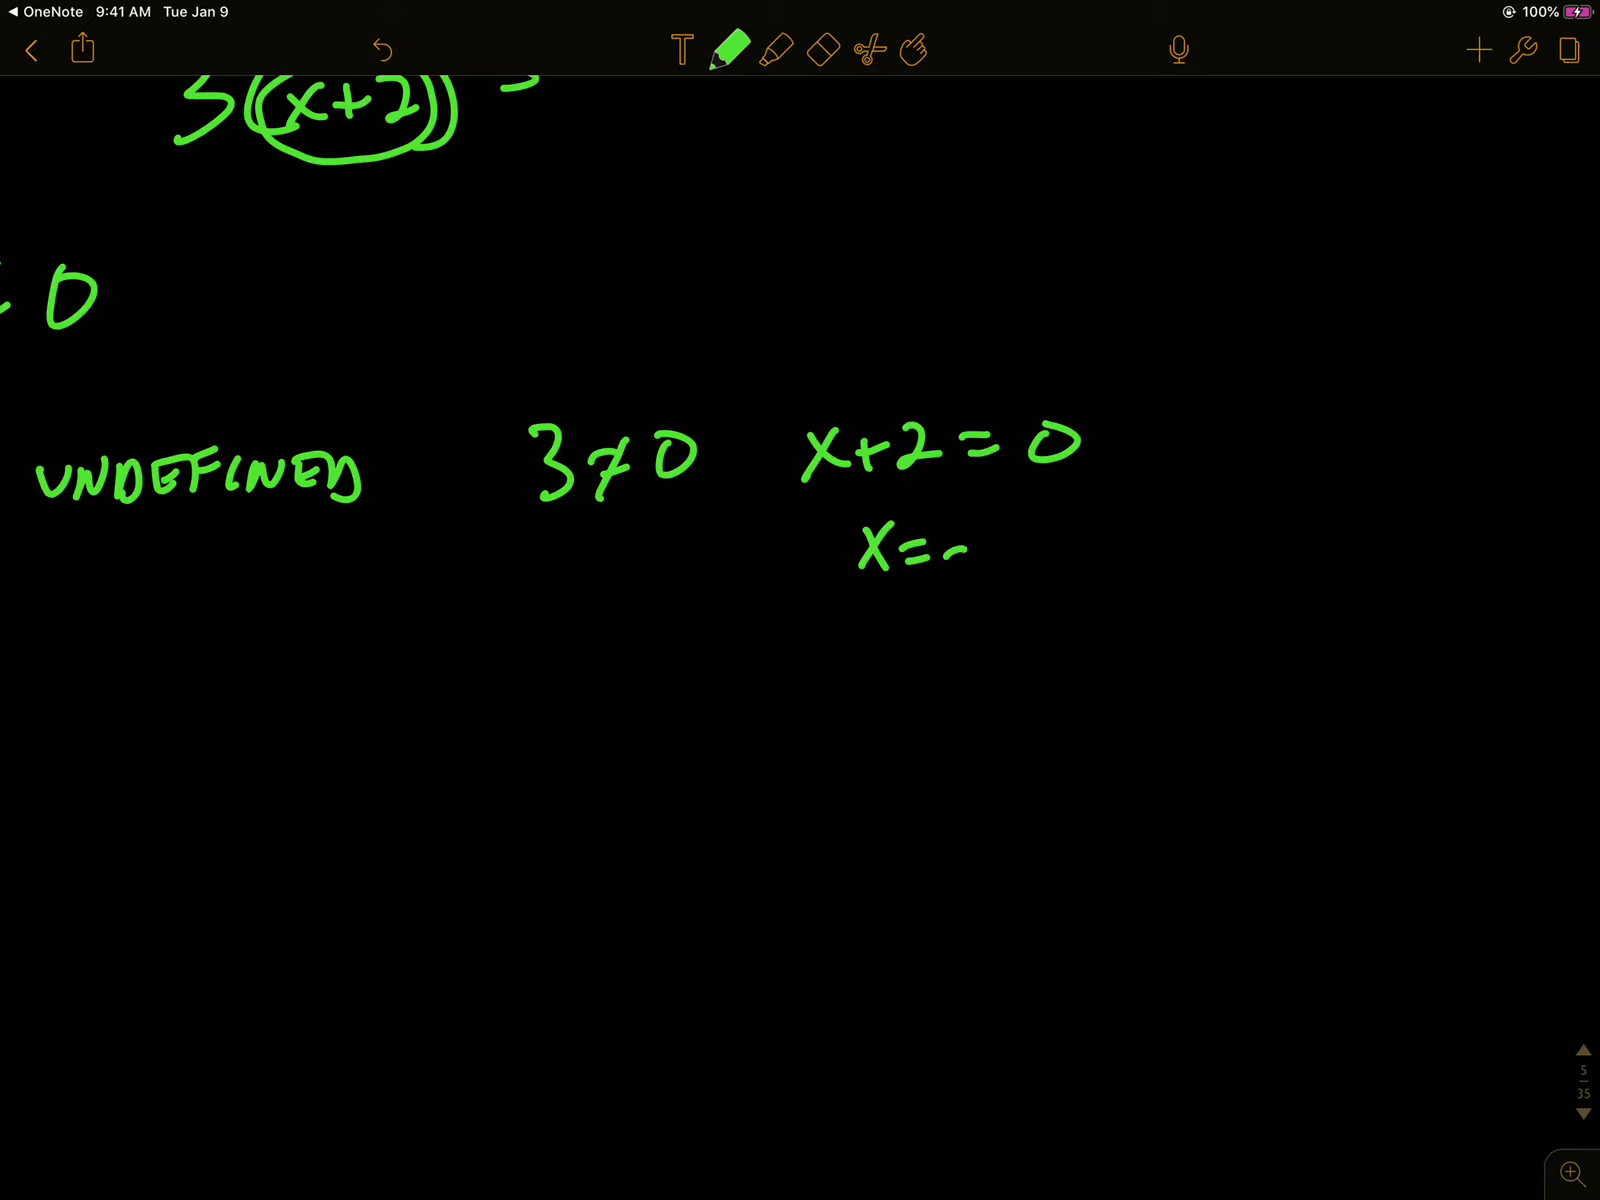 OneNote 9:41 AM Tue Jan 9 100%
T
3((x+2))
0
UNDEFINED 3≠0 x+2=0
x=-
5
35